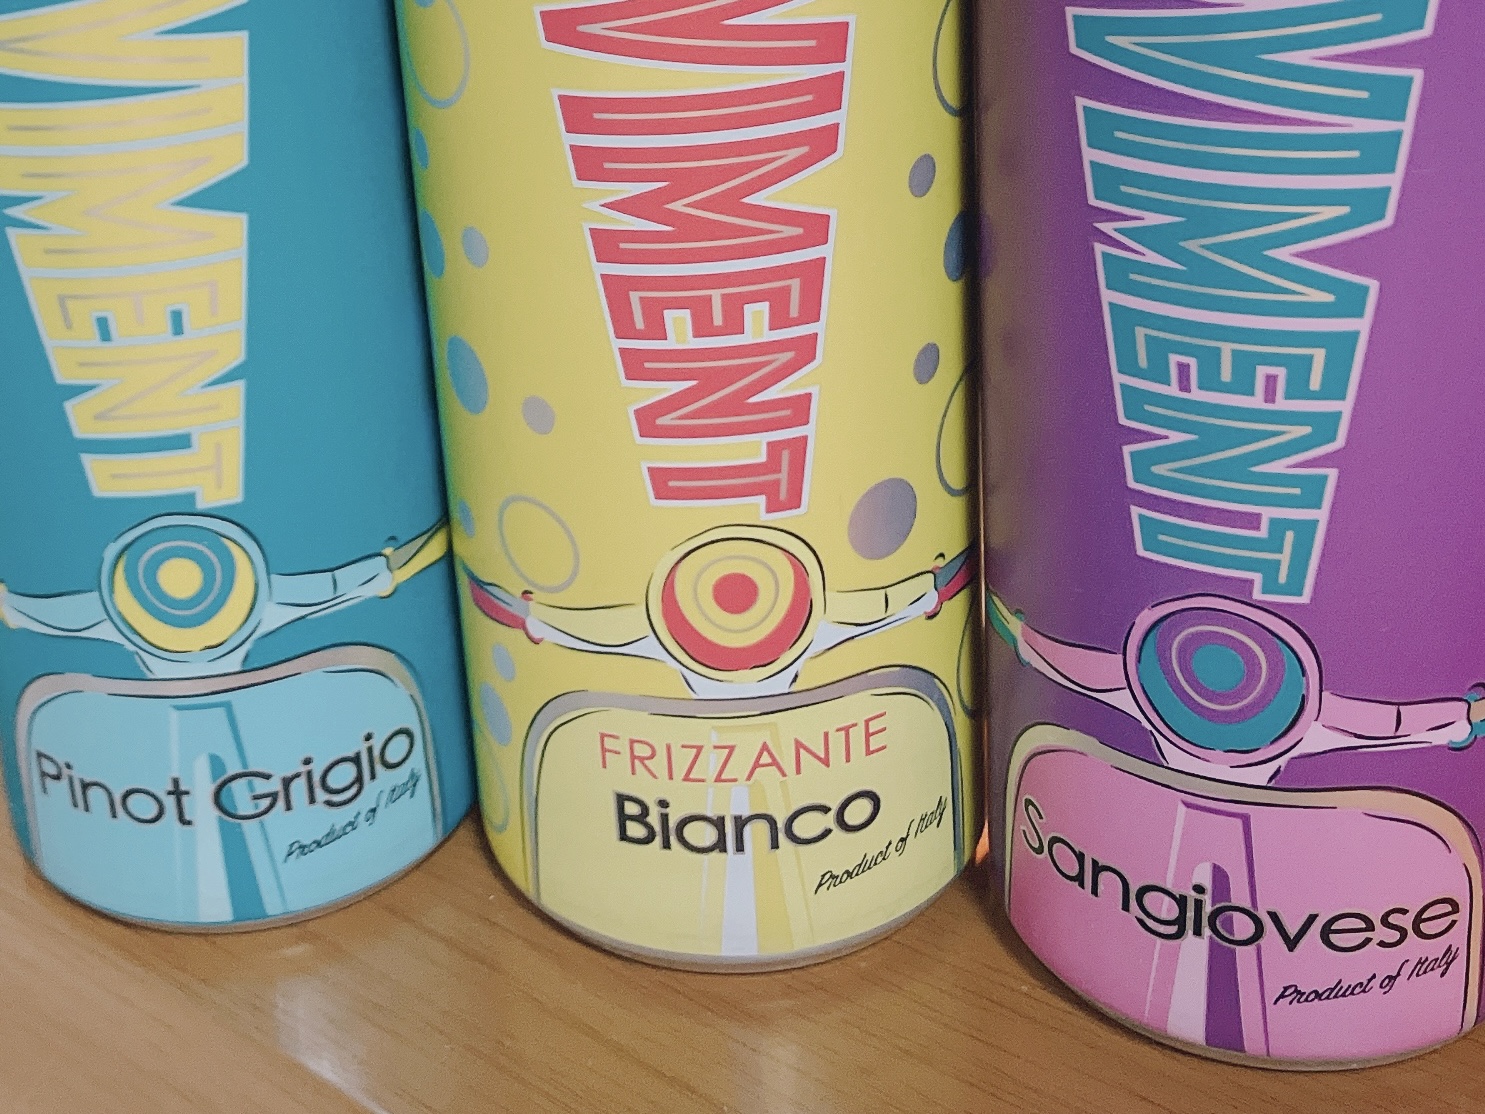 VIMENT
Pinot Grigio
Product of Italy
VIMENT
FRIZZANTE
Bianco
Product of Italy
VIMENT
Sangiovese
Product of Italy